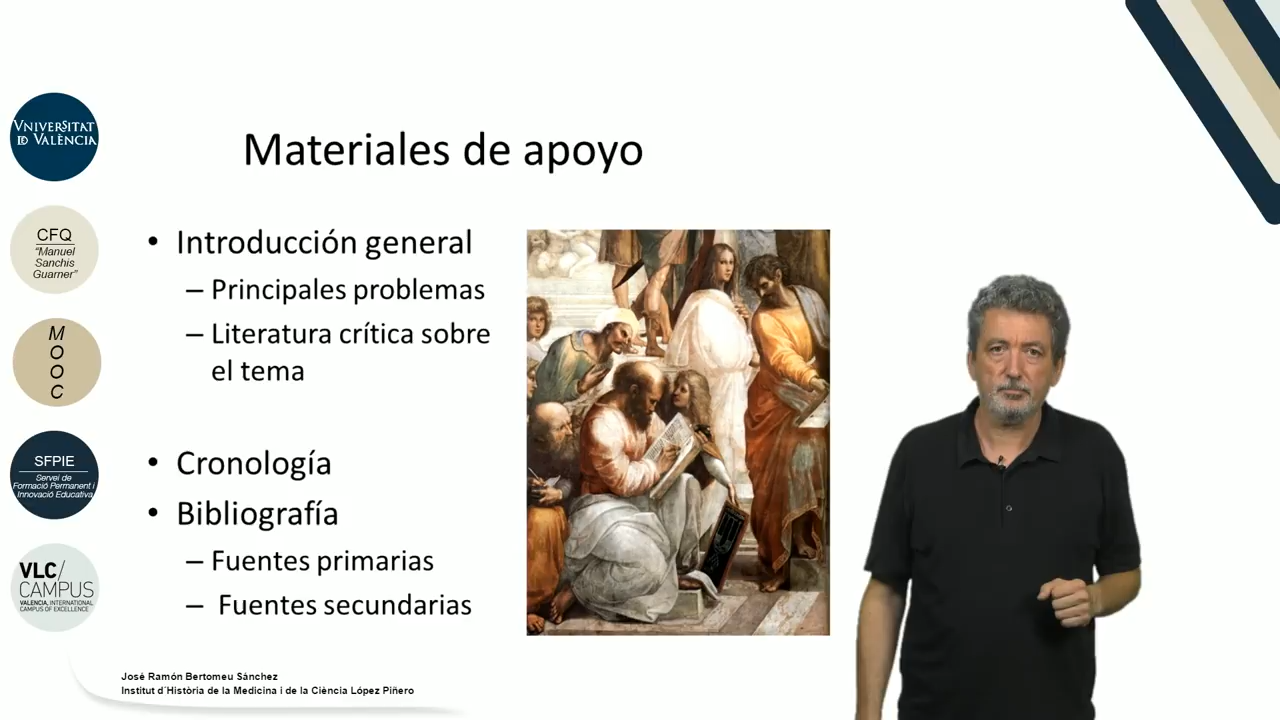 VNIVERSITAT
ID VALÈNCIA
CFQ
"Manuel
Sanchis
Guarner"
M
O
O
C
SFPIE
Servei de
Formació Permanent i
Innovació Educativa
VLC/
CAMPUS
VALENCIA, INTERNATIONAL
CAMPUS OF EXCELLENCE
Materiales de apoyo
• Introducción general
– Principales problemas
– Literatura crítica sobre
el tema
• Cronología
• Bibliografía
– Fuentes primarias
– Fuentes secundarias
Josè Ramón Bertomeu Sánchez
Institut d´Història de la Medicina i de la Ciència López Piñero